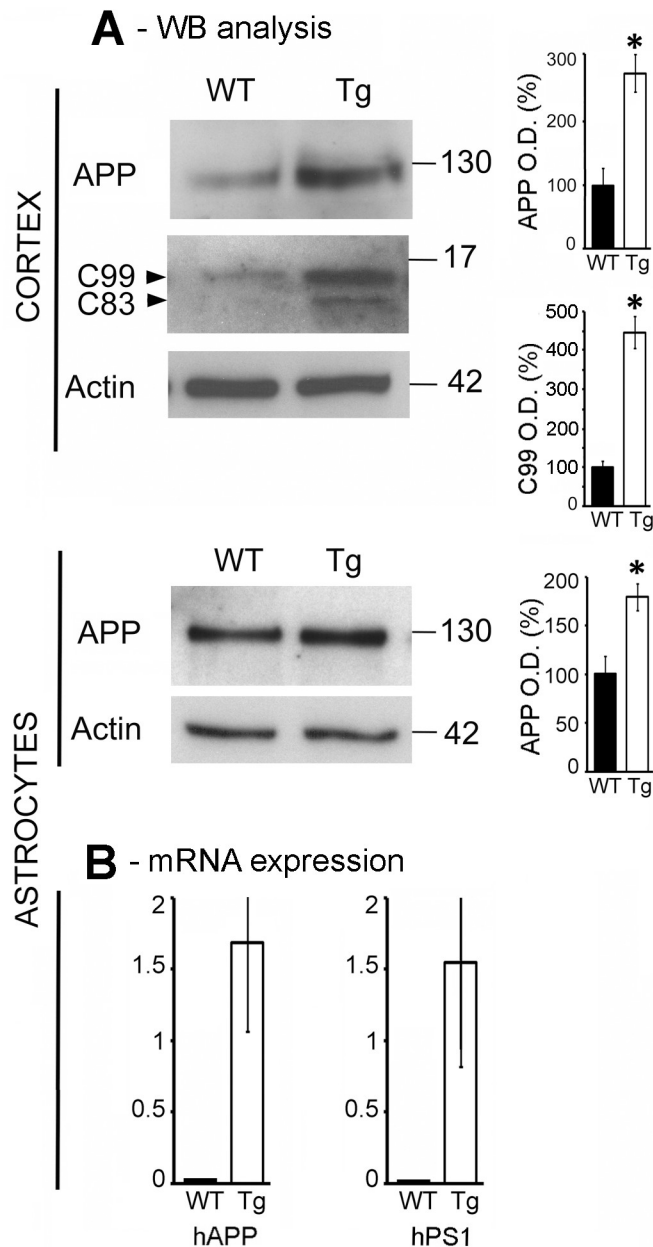 A - WB analysis
CORTEX
WT Tg
APP
130
C99
C83
17
Actin
42
*
APP O.D. (%)
300
200
100
0
WT Tg
*
C99 O.D. (%)
500
400
300
200
100
0
WT Tg
ASTROCYTES
WT Tg
APP
130
Actin
42
*
APP O.D. (%)
200
150
100
50
0
WT Tg
B - mRNA expression
2
1.5
1
0.5
0
WT Tg
hAPP
2
1.5
1
0.5
0
WT Tg
hPS1